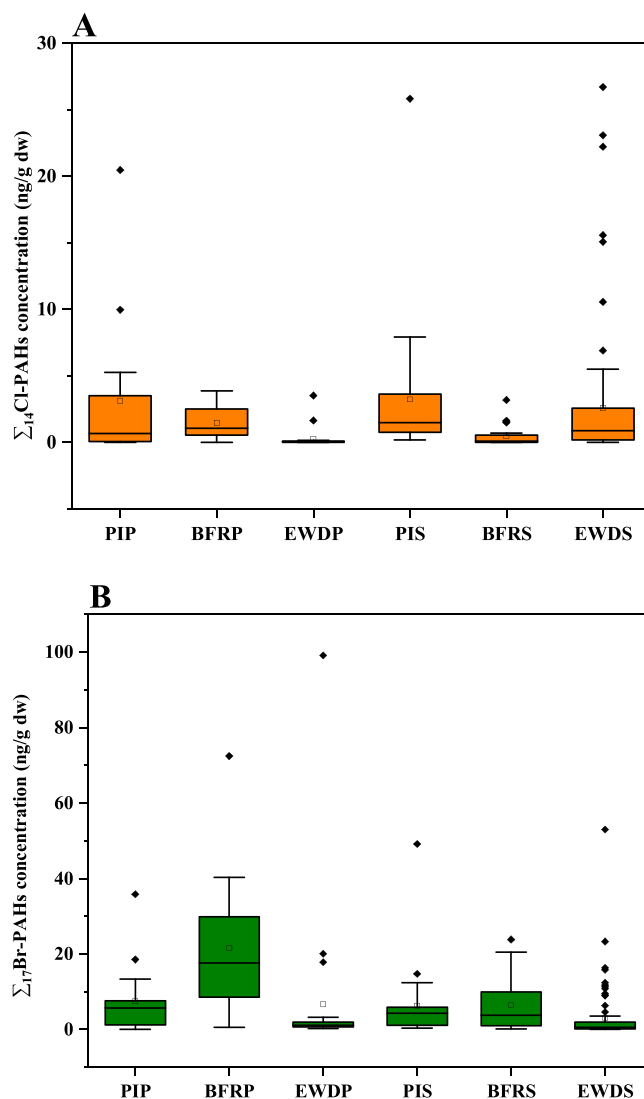 A
Σ₁₄Cl-PAHs concentration (ng/g dw)
30
20
10
0
PIP BFRP EWDP PIS BFRS EWDS
B
Σ₁₇Br-PAHs concentration (ng/g dw)
100
80
60
40
20
0
PIP BFRP EWDP PIS BFRS EWDS